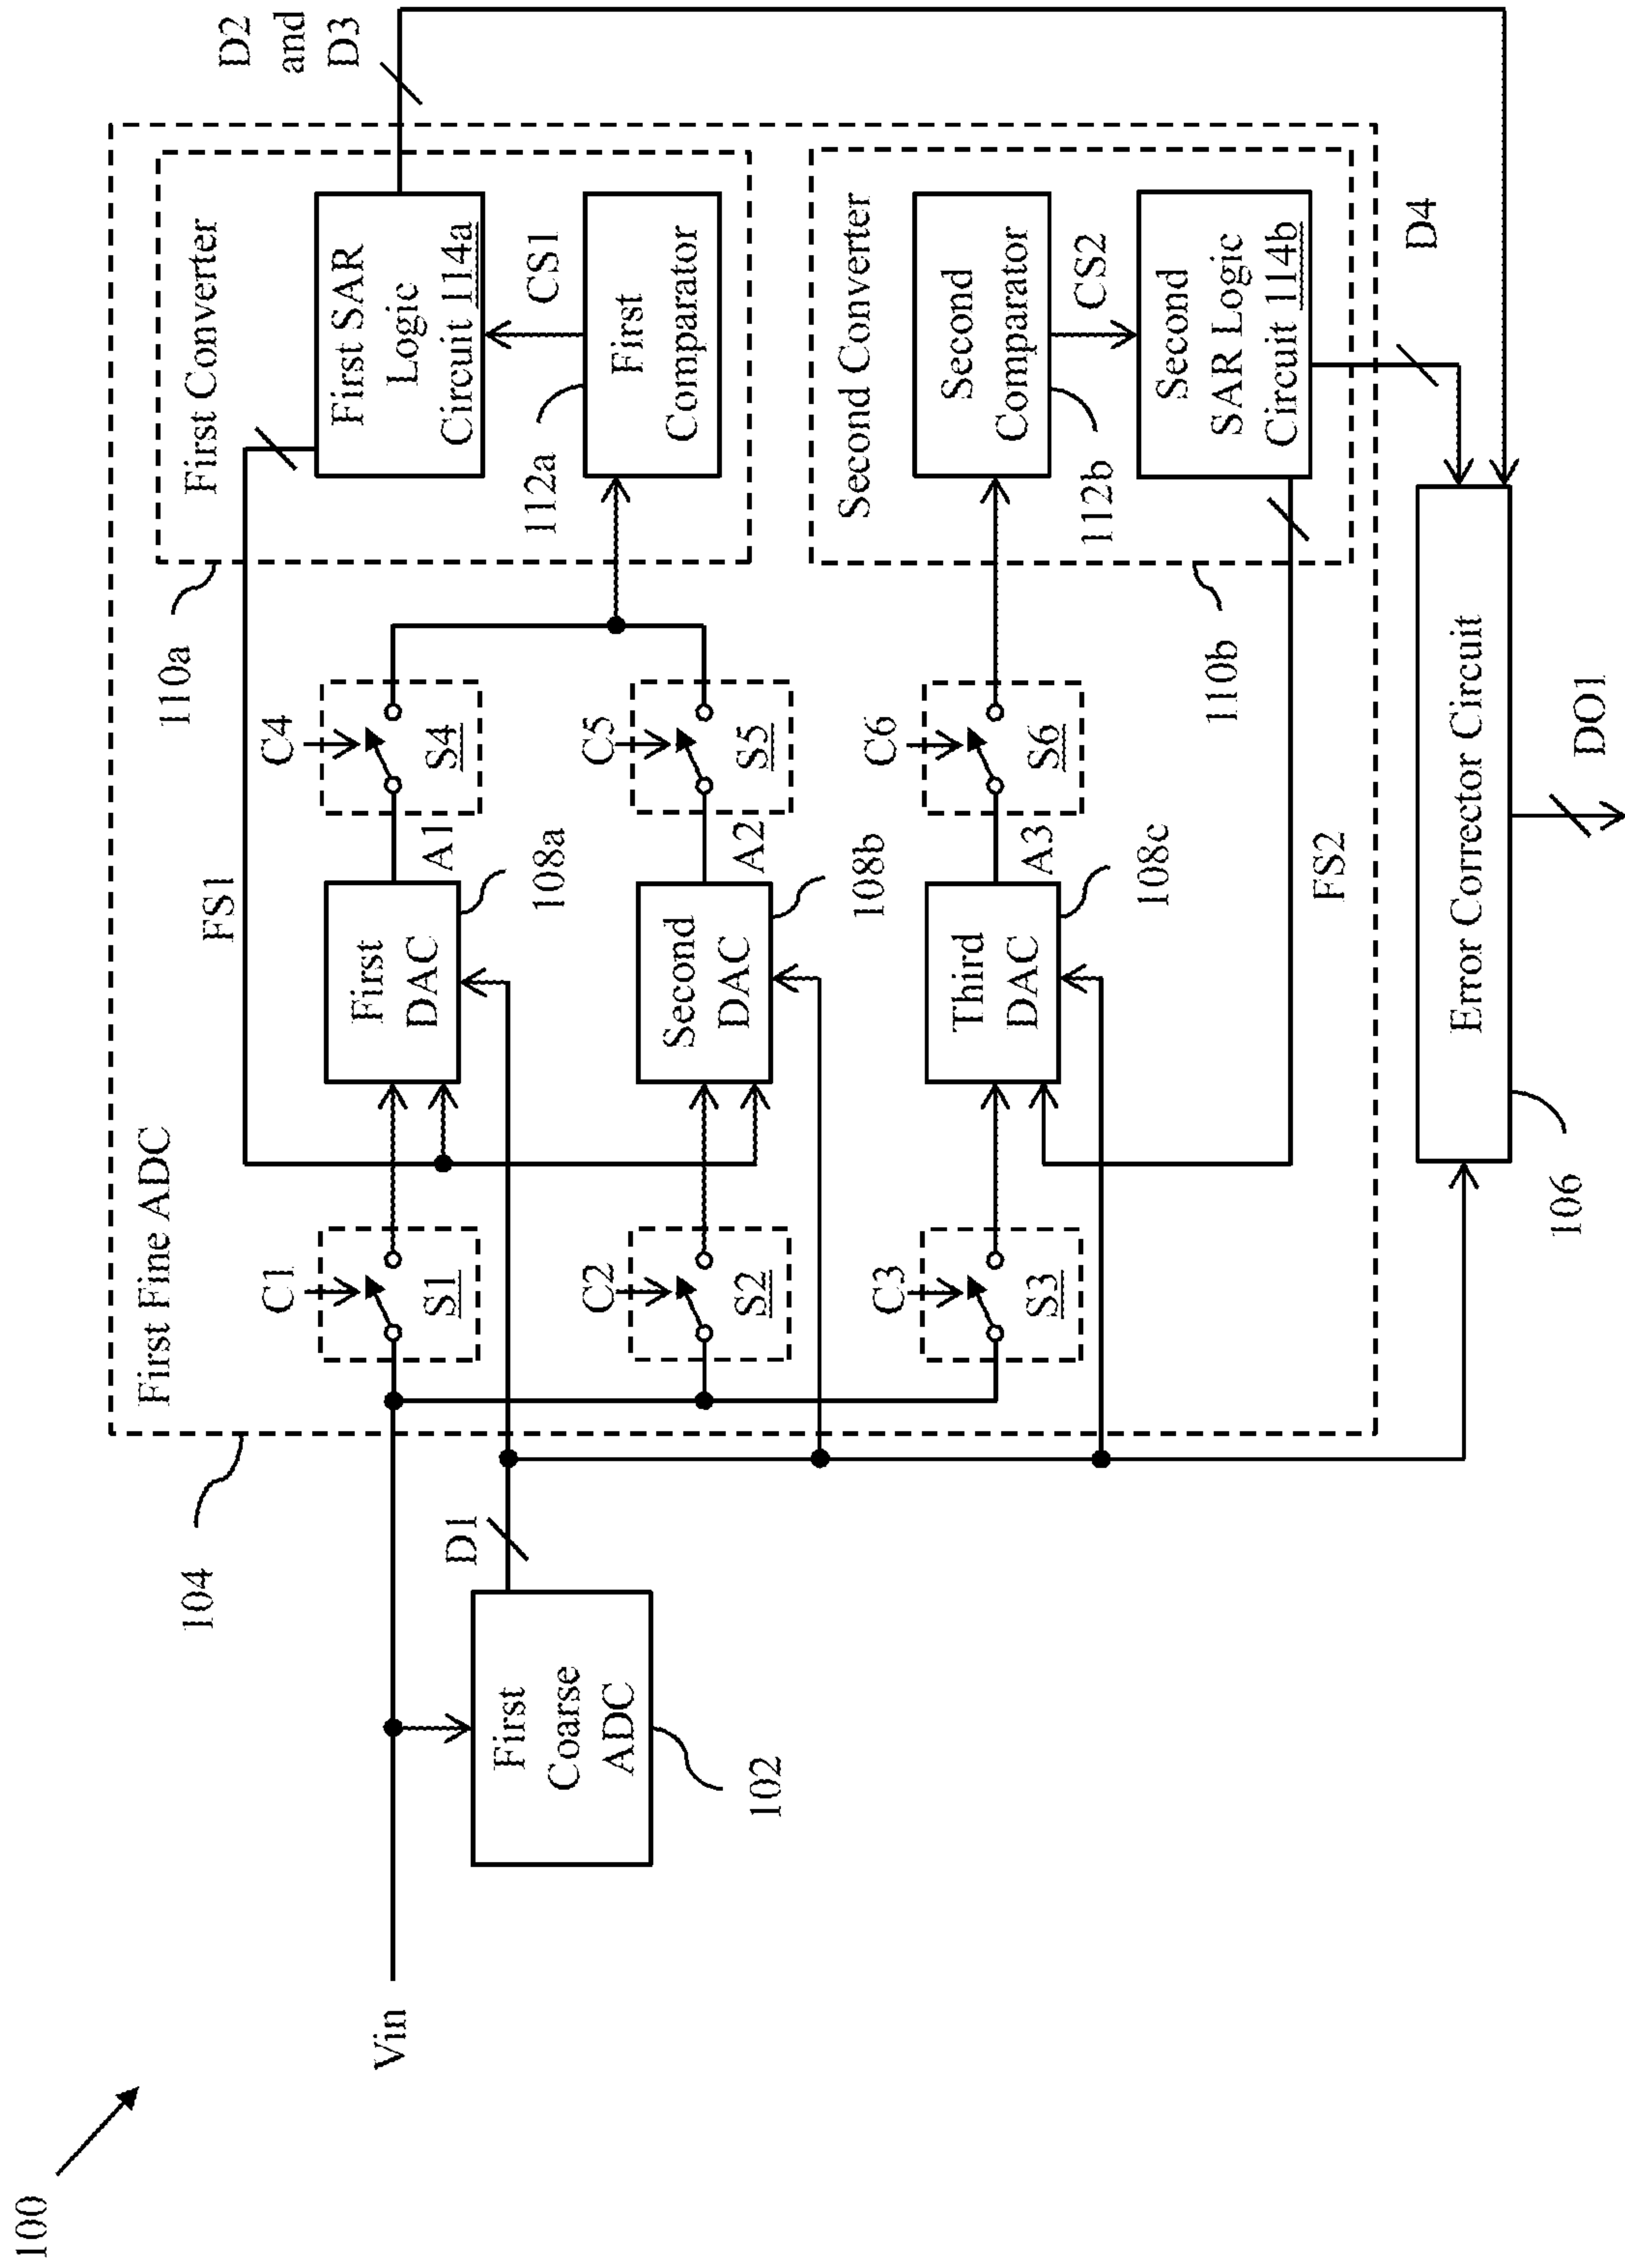 100
Vin
First
Coarse
ADC
102
D1
104
First Fine ADC
C1
S1
C2
S2
C3
S3
FS1
First
DAC
108a
A1
Second
DAC
108b
A2
Third
DAC
108c
A3
FS2
C4
S4
C5
S5
C6
S6
110a
First Converter
First SAR
Logic
Circuit 114a
CS1
First
Comparator
112a
110b
Second Converter
Second
Comparator
112b
CS2
Second
SAR Logic
Circuit 114b
D2
and
D3
D4
Error Corrector Circuit
106
DO1